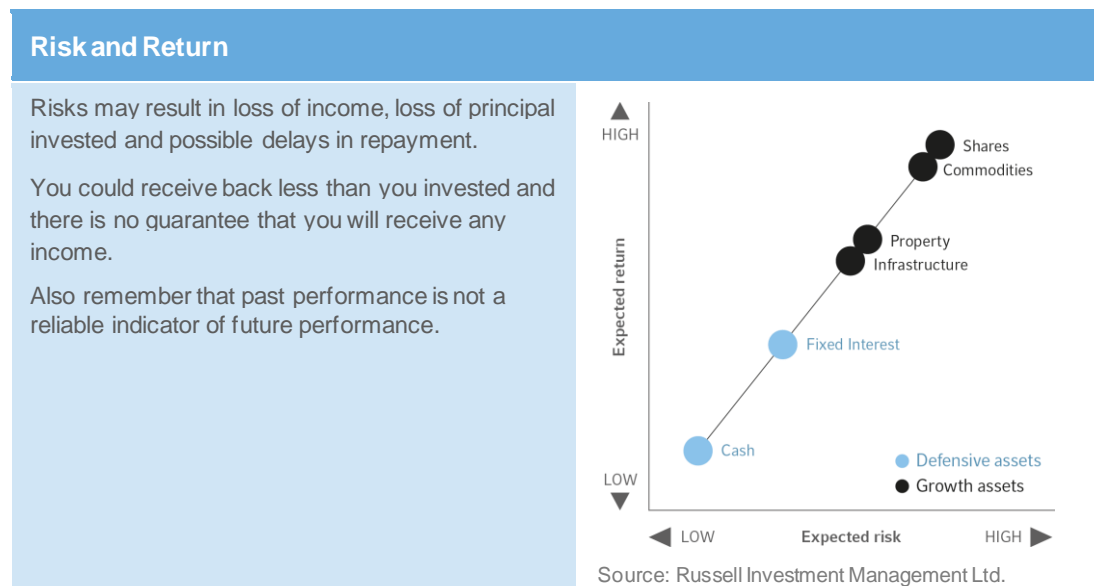 Risk and Return
Risks may result in loss of income, loss of principal
invested and possible delays in repayment.
You could receive back less than you invested and
there is no guarantee that you will receive any
income.
Also remember that past performance is not a
reliable indicator of future performance.
HIGH
Shares
Commodities
Property
Infrastructure
Expected return
Fixed Interest
Cash
Defensive assets
LOW
Growth assets
LOW Expected risk HIGH
Source: Russell Investment Management Ltd.